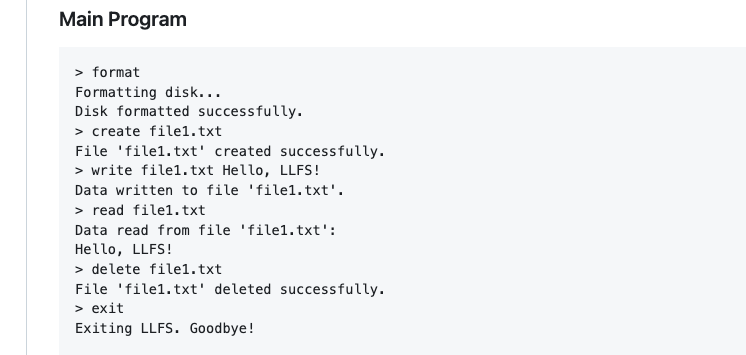 Main Program
> format
Formatting disk...
Disk formatted successfully.
> create file1.txt
File 'file1.txt' created successfully.
> write file1.txt Hello, LLFS!
Data written to file 'file1.txt'.
> read file1.txt
Data read from file 'file1.txt':
Hello, LLFS!
> delete file1.txt
File 'file1.txt' deleted successfully.
> exit
Exiting LLFS. Goodbye!